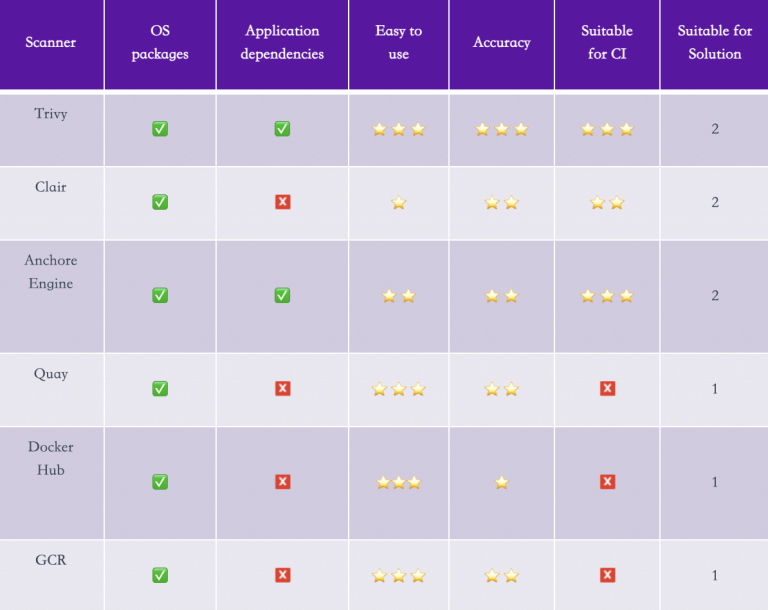 Scanner
OS
packages
Application
dependencies
Easy to
use
Accuracy
Suitable
for CI
Suitable for
Solution
Trivy
✅ ✅ ⭐⭐⭐ ⭐⭐⭐ ⭐⭐⭐ 2
Clair
✅ ❌ ⭐ ⭐⭐ ⭐⭐ 2
Anchore
Engine
✅ ✅ ⭐⭐ ⭐⭐ ⭐⭐⭐ 2
Quay
✅ ❌ ⭐⭐⭐ ⭐⭐ ❌ 1
Docker
Hub
✅ ❌ ⭐⭐⭐ ⭐ ❌ 1
GCR
✅ ❌ ⭐⭐⭐ ⭐⭐ ❌ 1